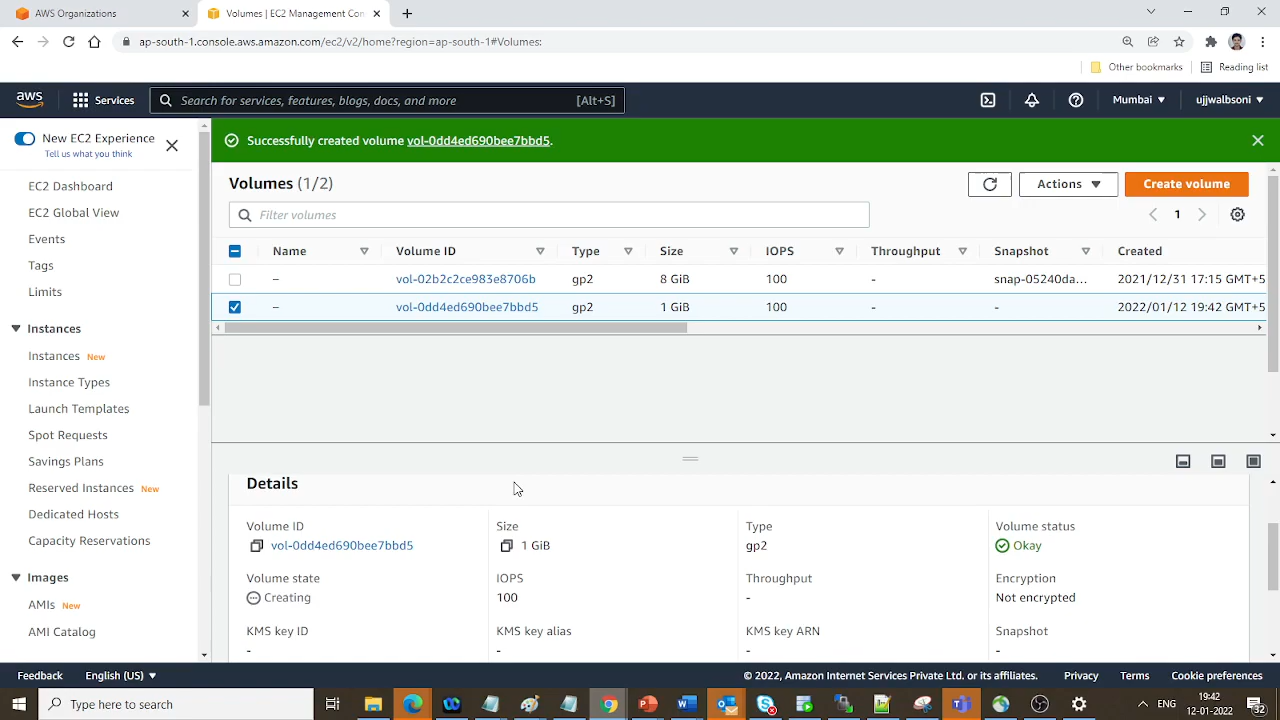 AWS Organizations
Volumes | EC2 Management Con
ap-south-1.console.aws.amazon.com/ec2/v2/home?region=ap-south-1#Volumes:
Other bookmarks
Reading list
aws
Services
Search for services, features, blogs, docs, and more [Alt+S]
Mumbai
ujjwalbsoni
New EC2 Experience
Tell us what you think
EC2 Dashboard
EC2 Global View
Events
Tags
Limits
Instances
Instances New
Instance Types
Launch Templates
Spot Requests
Savings Plans
Reserved Instances New
Dedicated Hosts
Capacity Reservations
Images
AMIs New
AMI Catalog
Successfully created volume vol-0dd4ed690bee7bbd5.
Volumes (1/2)
Actions
Create volume
Filter volumes
1
Name Volume ID Type Size IOPS Throughput Snapshot Created
– vol-02b2c2ce983e8706b gp2 8 GiB 100 - snap-05240da... 2021/12/31 17:15 GMT+5
– vol-0dd4ed690bee7bbd5 gp2 1 GiB 100 - - 2022/01/12 19:42 GMT+5
Details
Volume ID Size Type Volume status
vol-0dd4ed690bee7bbd5 1 GiB gp2 Okay
Volume state IOPS Throughput Encryption
Creating 100 - Not encrypted
KMS key ID KMS key alias KMS key ARN Snapshot
- - - -
Feedback English (US) © 2022, Amazon Internet Services Private Ltd. or its affiliates. Privacy Terms Cookie preferences
Type here to search
ENG
19:42
12-01-2022